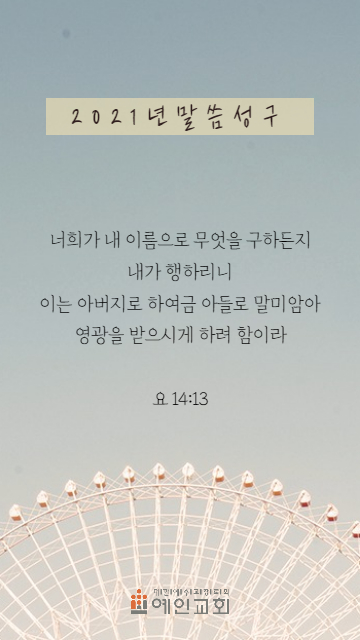 2021년말씀성구
너희가 내 이름으로 무엇을 구하든지
내가 행하리니
이는 아버지로 하여금 아들로 말미암아
영광을 받으시게 하려 함이라
요 14:13
예인교회